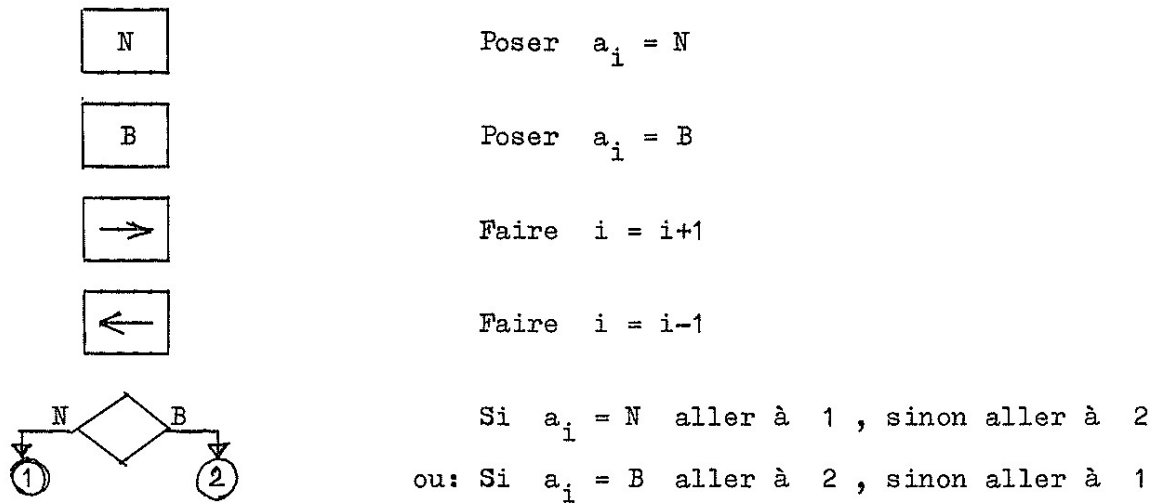 N Poser a_i = N
B Poser a_i = B
→ Faire i = i+1
← Faire i = i-1
N B Si a_i = N aller à 1 , sinon aller à 2
1 2 ou: Si a_i = B aller à 2 , sinon aller à 1